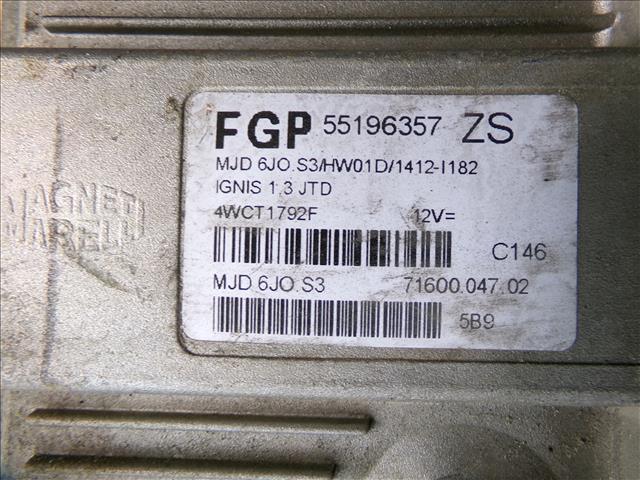 MAGNETI
MARELLI
FGP 55196357 ZS
MJD 6JO.S3/HW01D/1412-I182
IGNIS 1,3 JTD
4WCT1792F 12V=
C146
MJD 6JO.S3 71600.047.02
5B9